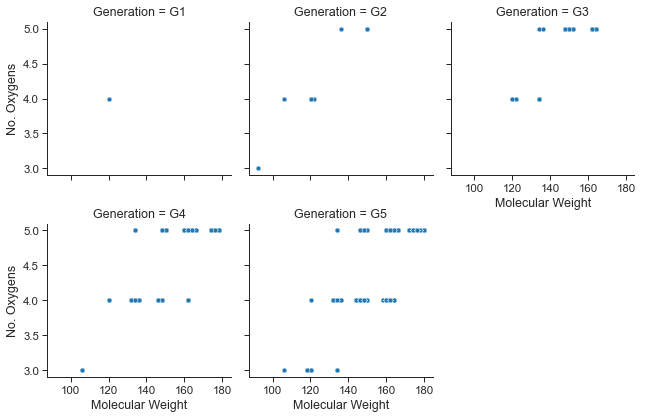 Generation = G1
Generation = G2
Generation = G3
No. Oxygens
5.0
4.5
4.0
3.5
3.0
100 120 140 160 180
Molecular Weight
Generation = G4
Generation = G5
No. Oxygens
5.0
4.5
4.0
3.5
3.0
100 120 140 160 180
Molecular Weight
100 120 140 160 180
Molecular Weight